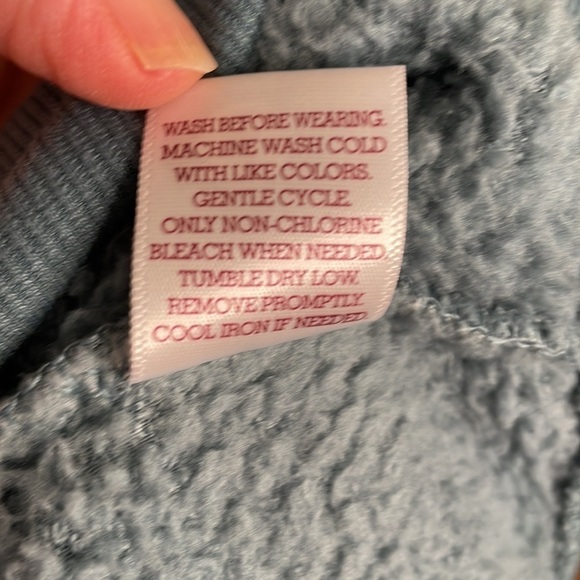 WASH BEFORE WEARING.
MACHINE WASH COLD
WITH LIKE COLORS.
GENTLE CYCLE.
ONLY NON-CHLORINE
BLEACH WHEN NEEDED.
TUMBLE DRY LOW.
REMOVE PROMPTLY.
COOL IRON IF NEEDED.